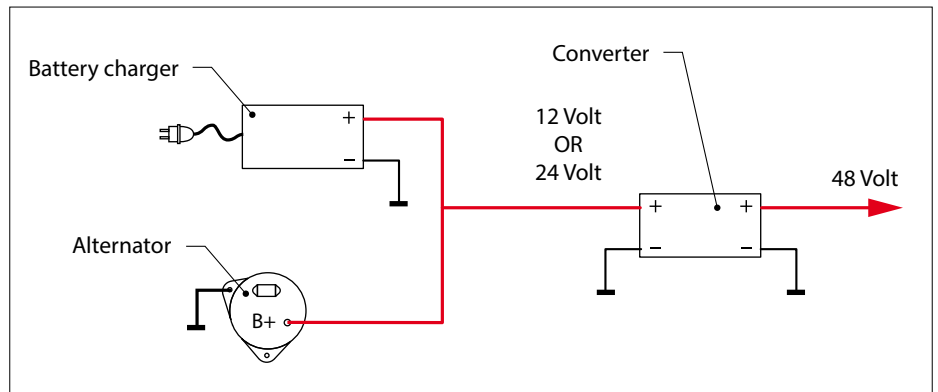 Battery charger
+
–
Converter
12 Volt
OR
24 Volt
48 Volt
+ +
– –
Alternator
B+